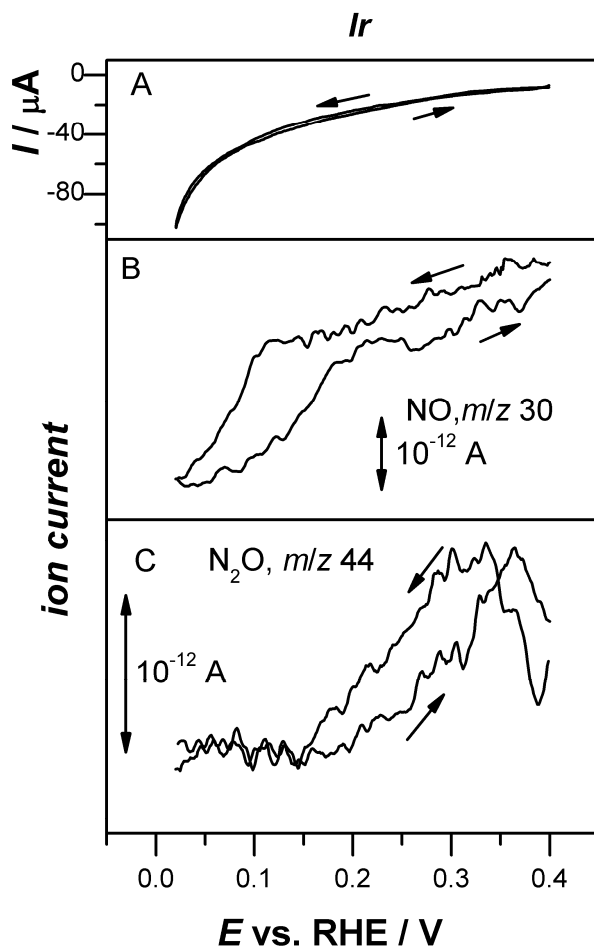 Ir
A
I / μA
0
-40
-80
B
NO, m/z 30
10⁻¹² A
ion current
C N₂O, m/z 44
10⁻¹² A
0.0 0.1 0.2 0.3 0.4
E vs. RHE / V